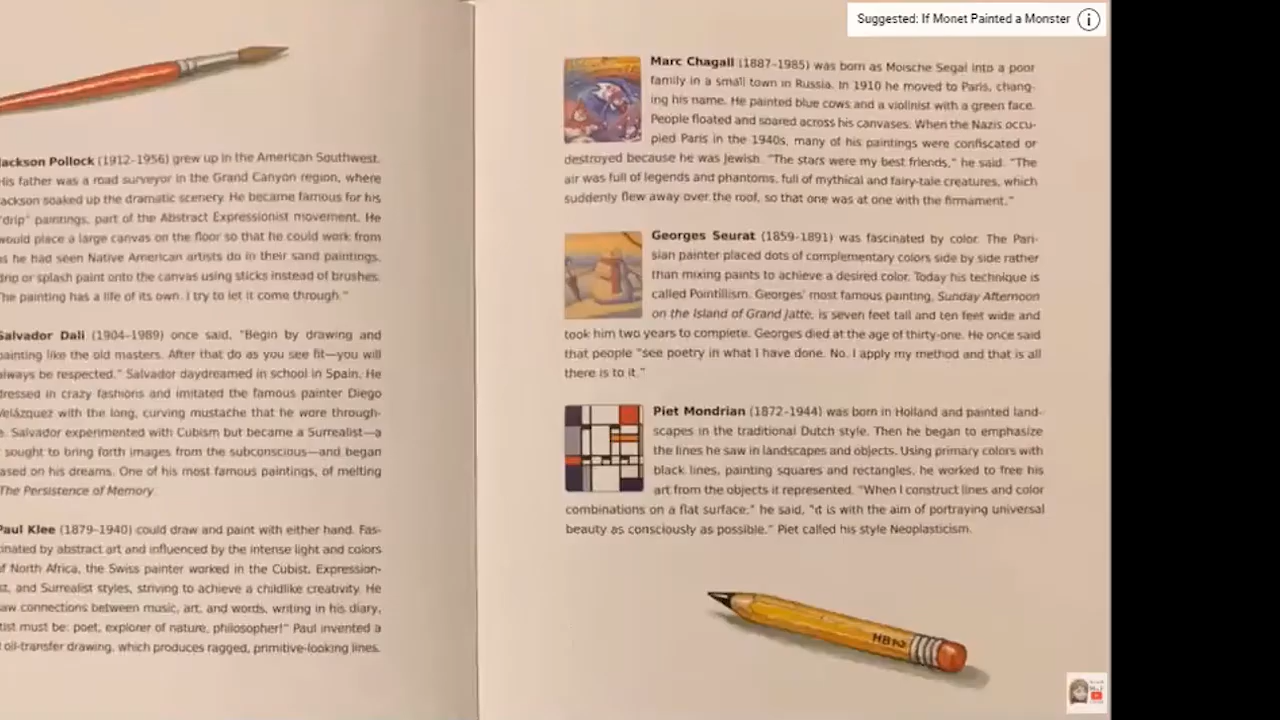 Suggested: If Monet Painted a Monster
Jackson Pollock (1912-1956) grew up in the American Southwest.
His father was a road surveyor in the Grand Canyon region, where
Jackson soaked up the dramatic scenery. He became famous for his
"drip" paintings, part of the Abstract Expressionist movement. He
would place a large canvas on the floor so that he could work from
as he had seen Native American artists do in their sand paintings,
drip or splash paint onto the canvas using sticks instead of brushes.
The painting has a life of its own. I try to let it come through."
Salvador Dali (1904-1989) once said, "Begin by drawing and
painting like the old masters. After that do as you see fit—you will
always be respected." Salvador daydreamed in school in Spain. He
dressed in crazy fashions and imitated the famous painter Diego
Velázquez with the long, curving mustache that he wore through-
e. Salvador experimented with Cubism but became a Surrealist—a
sought to bring forth images from the subconscious—and began
ased on his dreams. One of his most famous paintings, of melting
The Persistence of Memory.
Paul Klee (1879-1940) could draw and paint with either hand. Fas-
cinated by abstract art and influenced by the intense light and colors
of North Africa, the Swiss painter worked in the Cubist, Expression-
ist, and Surrealist styles, striving to achieve a childlike creativity. He
saw connections between music, art, and words, writing in his diary,
tist must be: poet, explorer of nature, philosopher!" Paul invented a
oil-transfer drawing, which produces ragged, primitive-looking lines.
Marc Chagall (1887-1985) was born as Moische Segal into a poor
family in a small town in Russia. In 1910 he moved to Paris, chang-
ing his name. He painted blue cows and a violinist with a green face.
People floated and soared across his canvases. When the Nazis occu-
pied Paris in the 1940s, many of his paintings were confiscated or
destroyed because he was Jewish. "The stars were my best friends," he said. "The
air was full of legends and phantoms, full of mythical and fairy-tale creatures, which
suddenly flew away over the roof, so that one was at one with the firmament."
Georges Seurat (1859-1891) was fascinated by color. The Pari-
sian painter placed dots of complementary colors side by side rather
than mixing paints to achieve a desired color. Today his technique is
called Pointillism. Georges' most famous painting, Sunday Afternoon
on the Island of Grand Jatte, is seven feet tall and ten feet wide and
took him two years to complete. Georges died at the age of thirty-one. He once said
that people "see poetry in what I have done. No. I apply my method and that is all
there is to it."
Piet Mondrian (1872-1944) was born in Holland and painted land-
scapes in the traditional Dutch style. Then he began to emphasize
the lines he saw in landscapes and objects. Using primary colors with
black lines, painting squares and rectangles, he worked to free his
art from the objects it represented. "When I construct lines and color
combinations on a flat surface," he said, "it is with the aim of portraying universal
beauty as consciously as possible." Piet called his style Neoplasticism.
HB2